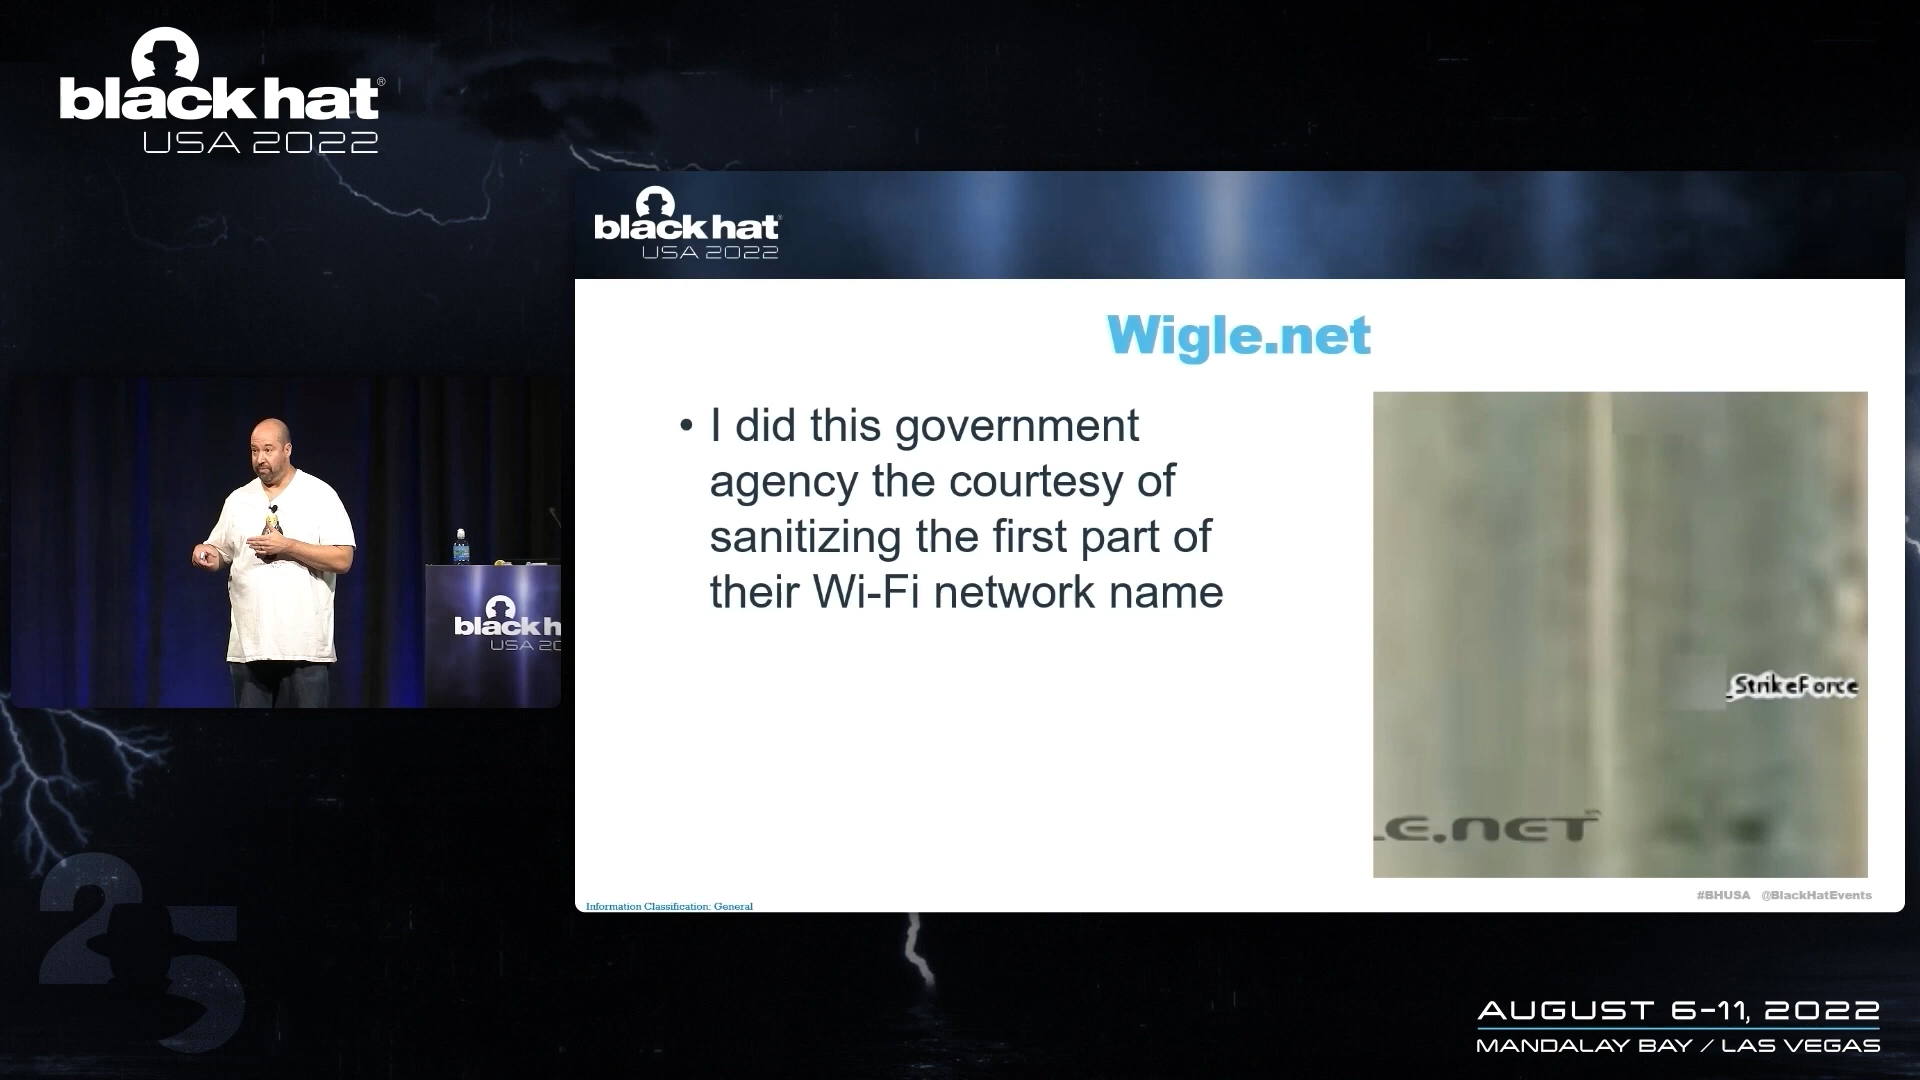 black hat®
USA 2022
black hat
USA 2022
Wigle.net
• I did this government
agency the courtesy of
sanitizing the first part of
their Wi-Fi network name
_StrikeForce
LE.NET
black h
USA 20
#BHUSA @BlackHatEvents
Information Classification: General
25
AUGUST 6-11, 2022
MANDALAY BAY / LAS VEGAS